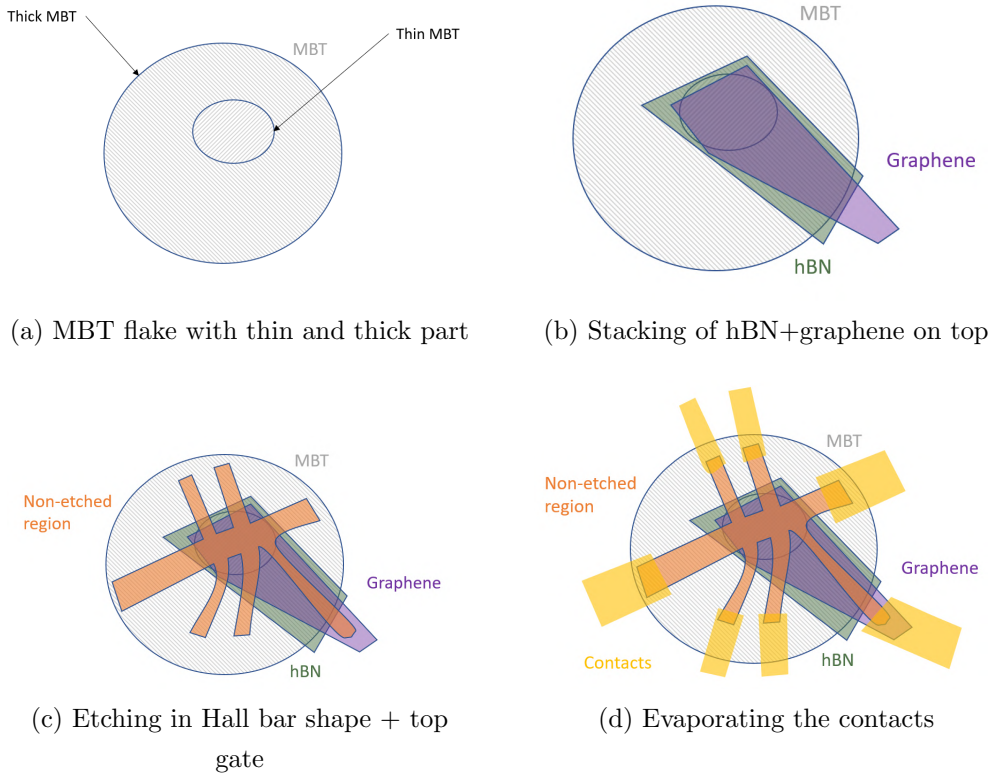 Thick MBT
MBT
Thin MBT
MBT
Graphene
hBN
(a) MBT flake with thin and thick part
(b) Stacking of hBN+graphene on top
MBT
Non-etched
region
Graphene
hBN
MBT
Non-etched
region
Graphene
Contacts
hBN
(c) Etching in Hall bar shape + top
gate
(d) Evaporating the contacts